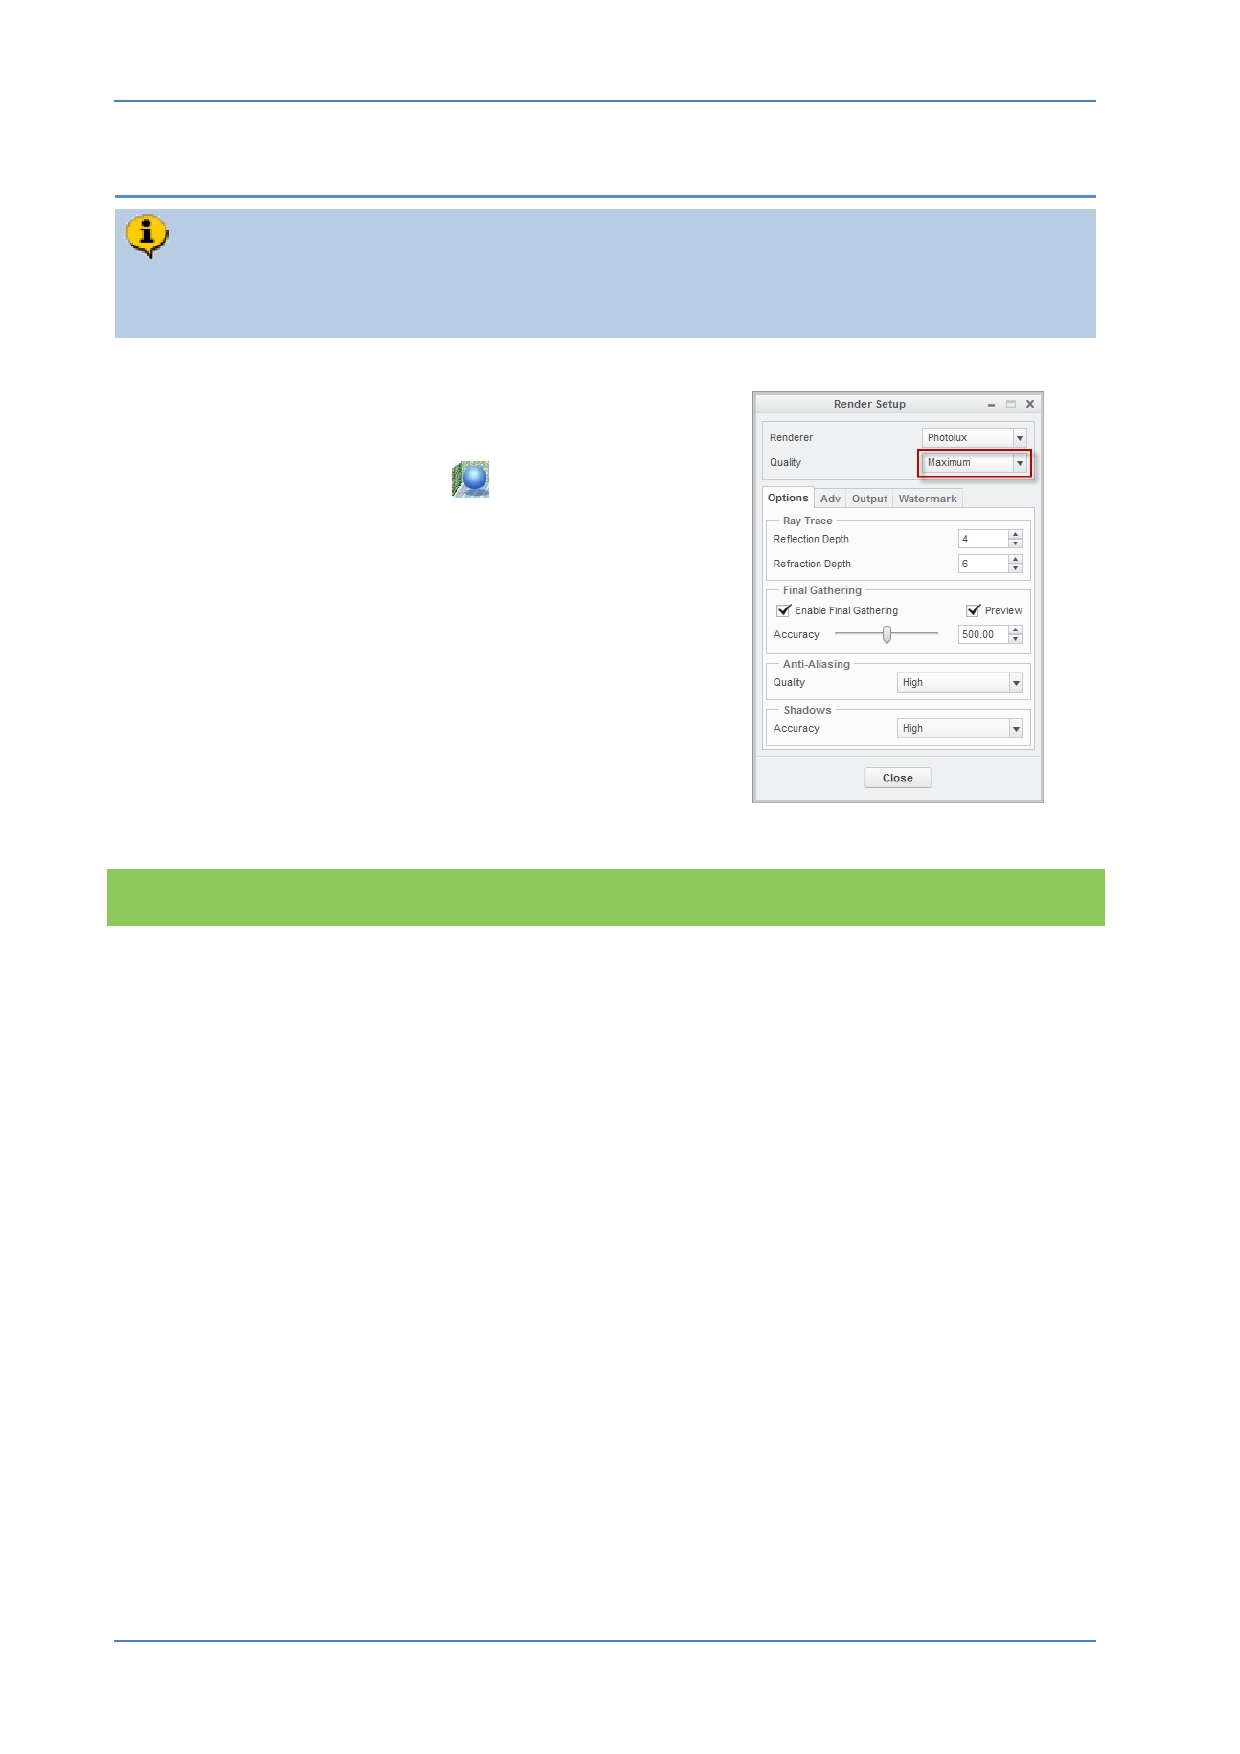 Render Setup
Renderer Photolux
Quality Maximum
Options Adv Output Watermark
Ray Trace
Reflection Depth 4
Refraction Depth 6
Final Gathering
Enable Final Gathering Preview
Accuracy 500.00
Anti-Aliasing
Quality High
Shadows
Accuracy High
Close